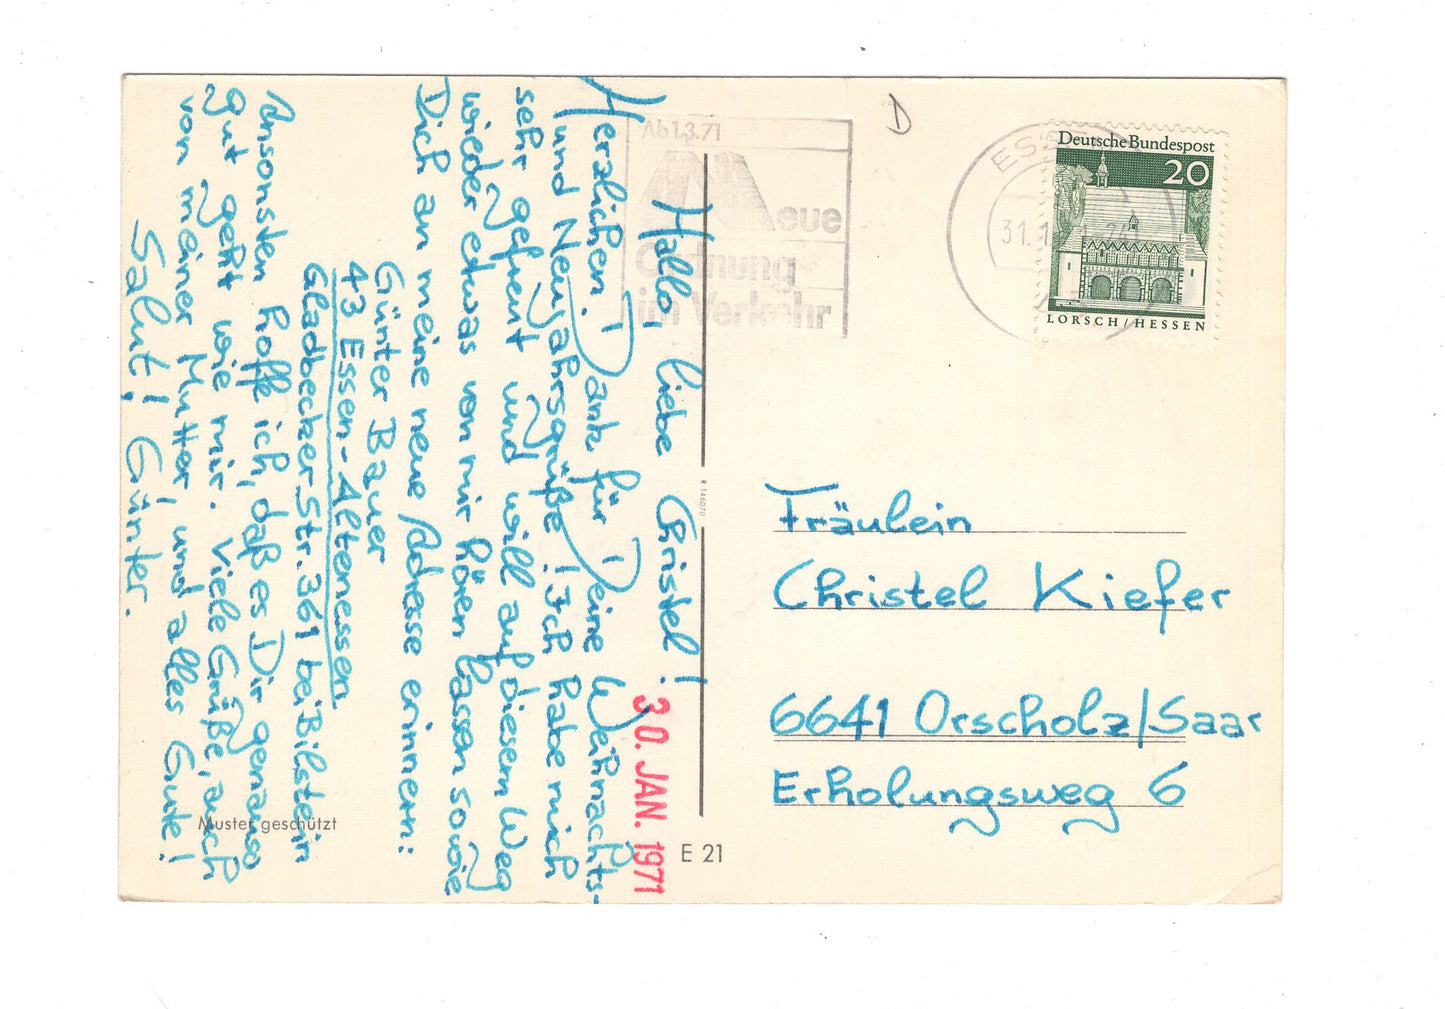 Hallo, liebe Christel!
Herzlichen Dank für Deine Weihnachts-
und Neujahrsgrüße! Ich habe mich
sehr gefreut und will auf diesem Weg
wieder etwas von mir hören lassen sowie
Dich an meine neue Adresse erinnern:
Günter Bauer
43 Essen-Altenessen
Gladbecker Str. 361 bei Bilstein
Ansonsten hoffe ich, daß es Dir genauso
gut geht wie mir. Viele Grüße, auch
von meiner Mutter, und alles Gute!
Salut! Günter.
30. JAN. 1971
Muster geschützt
E 21
R 146070
Ab 1.3.71
Neue
Ordnung
im Verkehr
D
31.1
Deutsche Bundespost
20
LORSCH/HESSEN
Fräulein
Christel Kiefer
6641 Orscholz/Saar
Erholungsweg 6